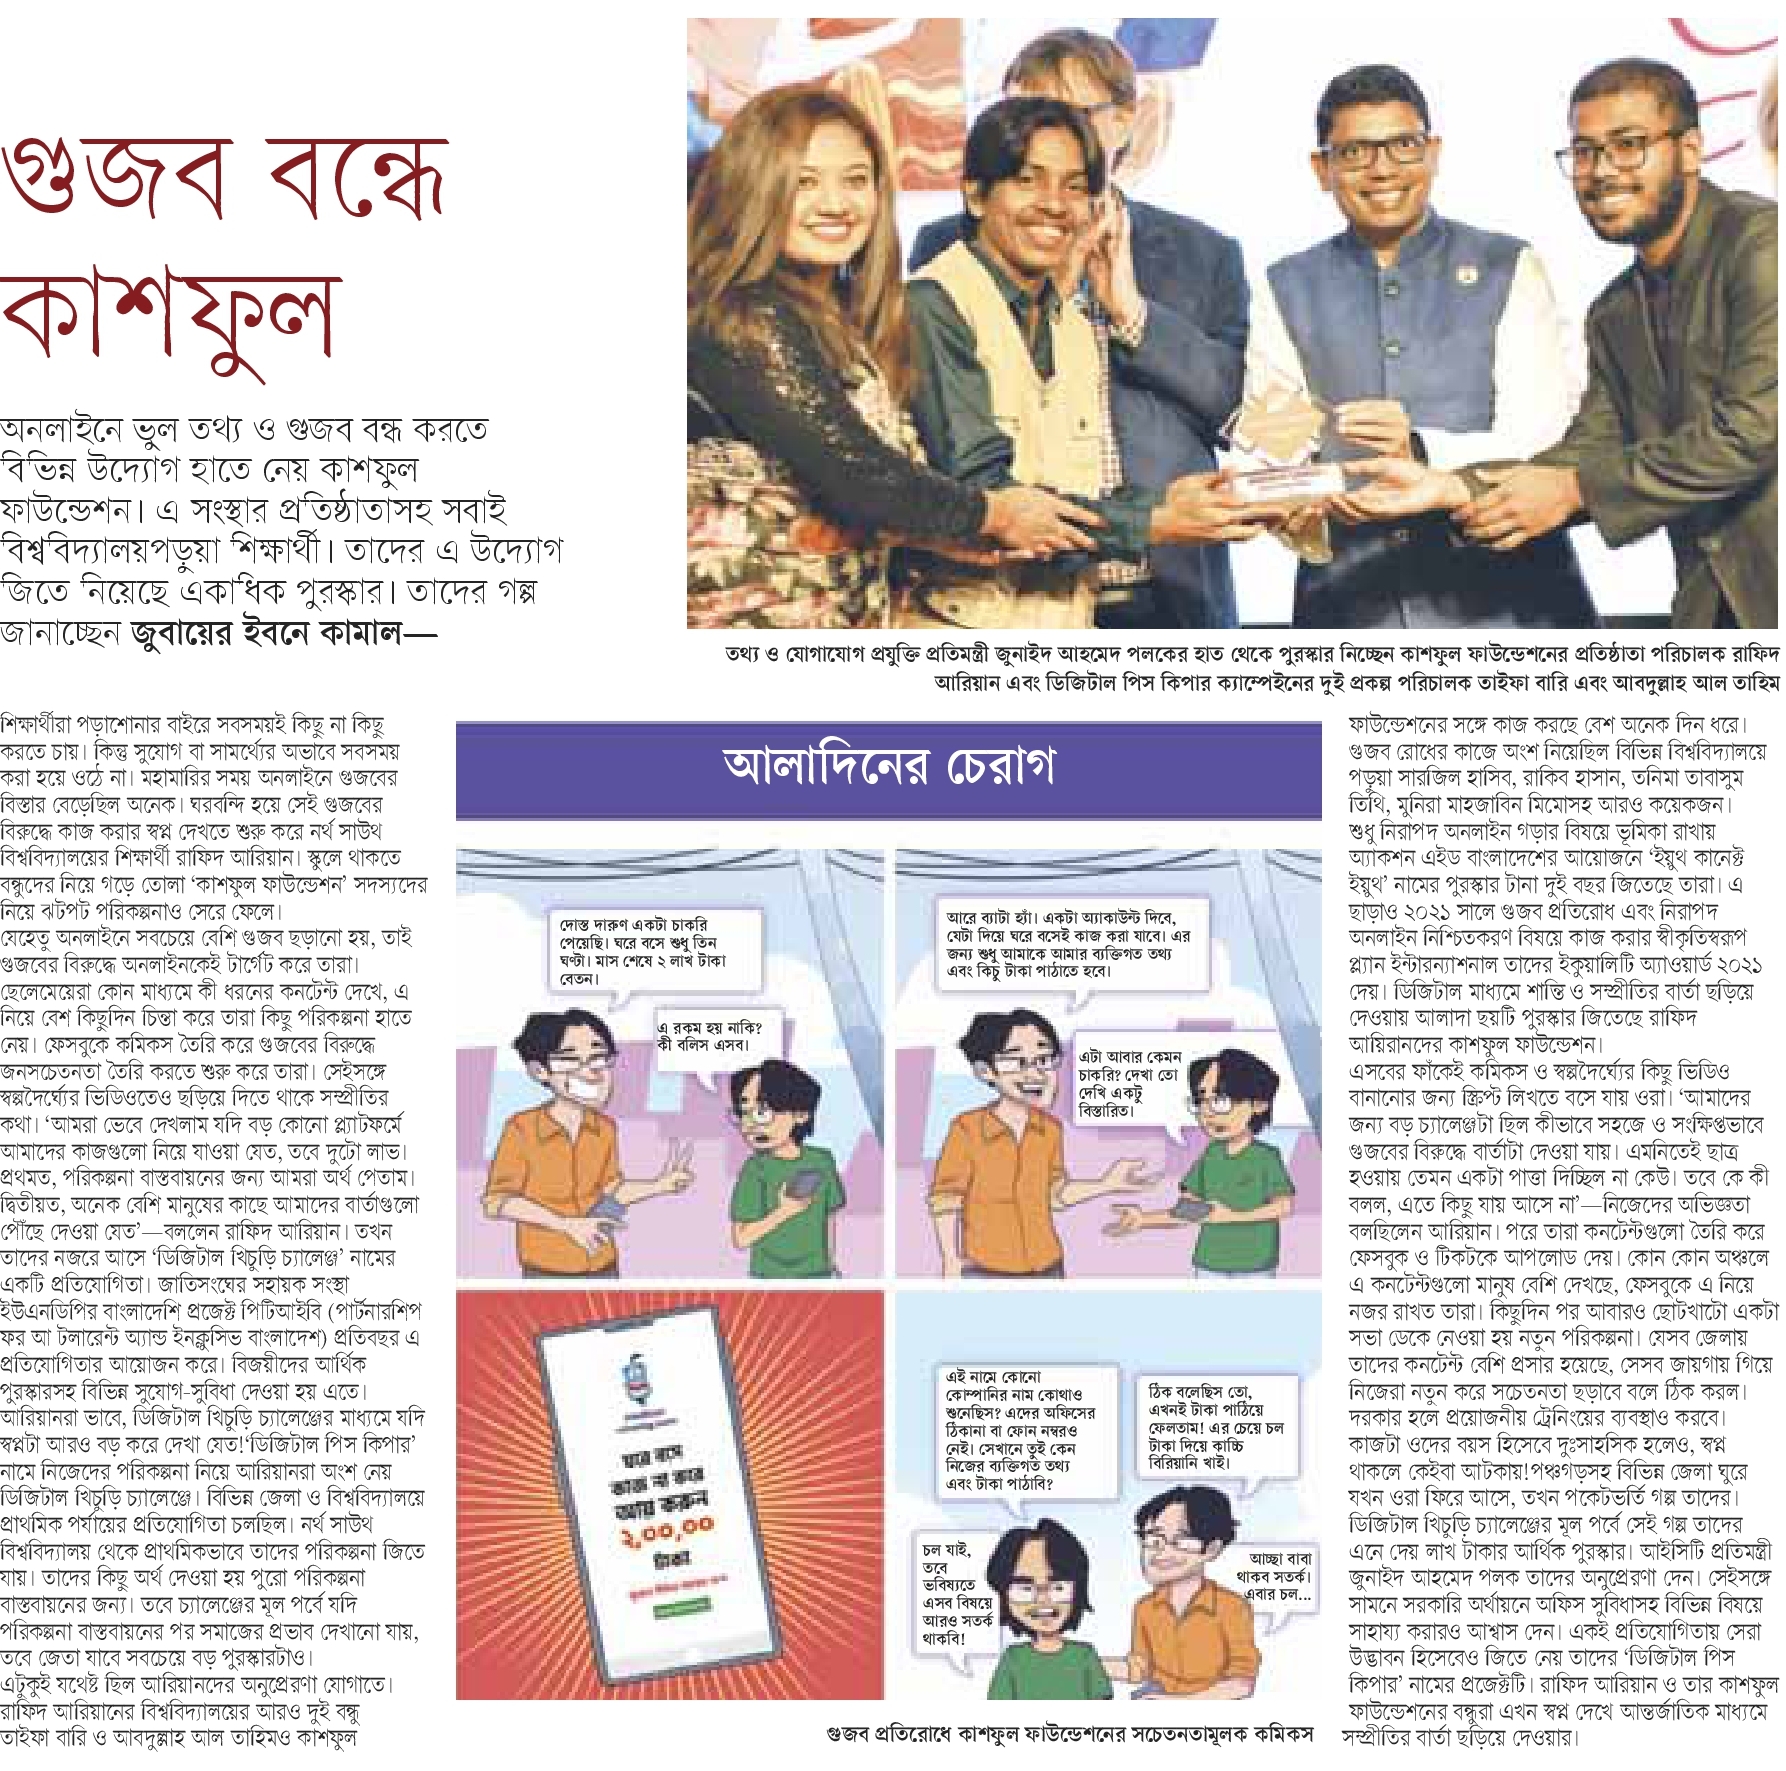 গুজব বন্ধে
কাশফুল
অনলাইনে ভুল তথ্য ও গুজব বন্ধ করতে
বিভিন্ন উদ্যোগ হাতে নেয় কাশফুল
ফাউন্ডেশন। এ সংস্থার প্রতিষ্ঠাতাসহ সবাই
বিশ্ববিদ্যালয়পড়ুয়া শিক্ষার্থী। তাদের এ উদ্যোগ
জিতে নিয়েছে একাধিক পুরস্কার। তাদের গল্প
জানাচ্ছেন জুবায়ের ইবনে কামাল—
তথ্য ও যোগাযোগ প্রযুক্তি প্রতিমন্ত্রী জুনাইদ আহমেদ পলকের হাত থেকে পুরস্কার নিচ্ছেন কাশফুল ফাউন্ডেশনের প্রতিষ্ঠাতা পরিচালক রাফিদ
আরিয়ান এবং ডিজিটাল পিস কিপার ক্যাম্পেইনের দুই প্রকল্প পরিচালক তাইফা বারি এবং আবদুল্লাহ আল তাহিম
শিক্ষার্থীরা পড়াশোনার বাইরে সবসময়ই কিছু না কিছু
করতে চায়। কিন্তু সুযোগ বা সামর্থ্যের অভাবে সবসময়
করা হয়ে ওঠে না। মহামারির সময় অনলাইনে গুজবের
বিস্তার বেড়েছিল অনেক। ঘরবন্দি হয়ে সেই গুজবের
বিরুদ্ধে কাজ করার স্বপ্ন দেখতে শুরু করে নর্থ সাউথ
বিশ্ববিদ্যালয়ের শিক্ষার্থী রাফিদ আরিয়ান। স্কুলে থাকতে
বন্ধুদের নিয়ে গড়ে তোলা ‘কাশফুল ফাউন্ডেশন’ সদস্যদের
নিয়ে ঝটপট পরিকল্পনাও সেরে ফেলে।
যেহেতু অনলাইনে সবচেয়ে বেশি গুজব ছড়ানো হয়, তাই
গুজবের বিরুদ্ধে অনলাইনকেই টার্গেট করে তারা।
ছেলেমেয়েরা কোন মাধ্যমে কী ধরনের কনটেন্ট দেখে, এ
নিয়ে বেশ কিছুদিন চিন্তা করে তারা কিছু পরিকল্পনা হাতে
নেয়। ফেসবুকে কমিকস তৈরি করে গুজবের বিরুদ্ধে
জনসচেতনতা তৈরি করতে শুরু করে তারা। সেইসঙ্গে
স্বল্পদৈর্ঘ্যের ভিডিওতেও ছড়িয়ে দিতে থাকে সম্প্রীতির
কথা। ‘আমরা ভেবে দেখলাম যদি বড় কোনো প্ল্যাটফর্মে
আমাদের কাজগুলো নিয়ে যাওয়া যেত, তবে দুটো লাভ।
প্রথমত, পরিকল্পনা বাস্তবায়নের জন্য আমরা অর্থ পেতাম।
দ্বিতীয়ত, অনেক বেশি মানুষের কাছে আমাদের বার্তাগুলো
পৌঁছে দেওয়া যেত’—বললেন রাফিদ আরিয়ান। তখন
তাদের নজরে আসে ‘ডিজিটাল খিচুড়ি চ্যালেঞ্জ’ নামের
একটি প্রতিযোগিতা। জাতিসংঘের সহায়ক সংস্থা
ইউএনডিপির বাংলাদেশি প্রজেক্ট পিটিআইবি (পার্টনারশিপ
ফর আ টলারেন্ট অ্যান্ড ইনক্লুসিভ বাংলাদেশ) প্রতিবছর এ
প্রতিযোগিতার আয়োজন করে। বিজয়ীদের আর্থিক
পুরস্কারসহ বিভিন্ন সুযোগ-সুবিধা দেওয়া হয় এতে।
আরিয়ানরা ভাবে, ডিজিটাল খিচুড়ি চ্যালেঞ্জের মাধ্যমে যদি
স্বপ্নটা আরও বড় করে দেখা যেত!‘ডিজিটাল পিস কিপার’
নামে নিজেদের পরিকল্পনা নিয়ে আরিয়ানরা অংশ নেয়
ডিজিটাল খিচুড়ি চ্যালেঞ্জে। বিভিন্ন জেলা ও বিশ্ববিদ্যালয়ে
প্রাথমিক পর্যায়ের প্রতিযোগিতা চলছিল। নর্থ সাউথ
বিশ্ববিদ্যালয় থেকে প্রাথমিকভাবে তাদের পরিকল্পনা জিতে
যায়। তাদের কিছু অর্থ দেওয়া হয় পুরো পরিকল্পনা
বাস্তবায়নের জন্য। তবে চ্যালেঞ্জের মূল পর্বে যদি
পরিকল্পনা বাস্তবায়নের পর সমাজের প্রভাব দেখানো যায়,
তবে জেতা যাবে সবচেয়ে বড় পুরস্কারটাও।
এটুকুই যথেষ্ট ছিল আরিয়ানদের অনুপ্রেরণা যোগাতে।
রাফিদ আরিয়ানের বিশ্ববিদ্যালয়ের আরও দুই বন্ধু
তাইফা বারি ও আবদুল্লাহ আল তাহিমও কাশফুল
আলাদিনের চেরাগ
দোস্ত দারুণ একটা চাকরি
পেয়েছি। ঘরে বসে শুধু তিন
ঘণ্টা। মাস শেষে ২ লাখ টাকা
বেতন।
এ রকম হয় নাকি?
কী বলিস এসব।
আরে ব্যাটা হ্যাঁ। একটা অ্যাকাউন্ট দিবে,
যেটা দিয়ে ঘরে বসেই কাজ করা যাবে। এর
জন্য শুধু আমাকে আমার ব্যক্তিগত তথ্য
এবং কিছু টাকা পাঠাতে হবে।
এটা আবার কেমন
চাকরি? দেখা তো
দেখি একটু
বিস্তারিত।
ঘরে বসে
কাজ না করে
আয় করুন
২,০০,০০
টাকা
এই নামে কোনো
কোম্পানির নাম কোথাও
শুনেছিস? এদের অফিসের
ঠিকানা বা ফোন নম্বরও
নেই। সেখানে তুই কেন
নিজের ব্যক্তিগত তথ্য
এবং টাকা পাঠাবি?
ঠিক বলেছিস তো,
এখনই টাকা পাঠিয়ে
ফেলতাম! এর চেয়ে চল
টাকা দিয়ে কাচ্চি
বিরিয়ানি খাই।
চল যাই,
তবে
ভবিষ্যতে
এসব বিষয়ে
আরও সতর্ক
থাকবি!
আচ্ছা বাবা
থাকব সতর্ক।
এবার চল...
গুজব প্রতিরোধে কাশফুল ফাউন্ডেশনের সচেতনতামূলক কমিকস
ফাউন্ডেশনের সঙ্গে কাজ করছে বেশ অনেক দিন ধরে।
গুজব রোধের কাজে অংশ নিয়েছিল বিভিন্ন বিশ্ববিদ্যালয়ে
পড়ুয়া সারজিল হাসিব, রাকিব হাসান, তনিমা তাবাসুম
তিথি, মুনিরা মাহজাবিন মিমোসহ আরও কয়েকজন।
শুধু নিরাপদ অনলাইন গড়ার বিষয়ে ভূমিকা রাখায়
অ্যাকশন এইড বাংলাদেশের আয়োজনে ‘ইয়ুথ কানেক্ট
ইয়ুথ’ নামের পুরস্কার টানা দুই বছর জিতেছে তারা। এ
ছাড়াও ২০২১ সালে গুজব প্রতিরোধ এবং নিরাপদ
অনলাইন নিশ্চিতকরণ বিষয়ে কাজ করার স্বীকৃতিস্বরূপ
প্ল্যান ইন্টারন্যাশনাল তাদের ইকুয়ালিটি অ্যাওয়ার্ড ২০২১
দেয়। ডিজিটাল মাধ্যমে শান্তি ও সম্প্রীতির বার্তা ছড়িয়ে
দেওয়ায় আলাদা ছয়টি পুরস্কার জিতেছে রাফিদ
আয়িরানদের কাশফুল ফাউন্ডেশন।
এসবের ফাঁকেই কমিকস ও স্বল্পদৈর্ঘ্যের কিছু ভিডিও
বানানোর জন্য স্ক্রিপ্ট লিখতে বসে যায় ওরা। ‘আমাদের
জন্য বড় চ্যালেঞ্জটা ছিল কীভাবে সহজে ও সংক্ষিপ্তভাবে
গুজবের বিরুদ্ধে বার্তাটা দেওয়া যায়। এমনিতেই ছাত্র
হওয়ায় তেমন একটা পাত্তা দিচ্ছিল না কেউ। তবে কে কী
বলল, এতে কিছু যায় আসে না’—নিজেদের অভিজ্ঞতা
বলছিলেন আরিয়ান। পরে তারা কনটেন্টগুলো তৈরি করে
ফেসবুক ও টিকটকে আপলোড দেয়। কোন কোন অঞ্চলে
এ কনটেন্টগুলো মানুষ বেশি দেখছে, ফেসবুকে এ নিয়ে
নজর রাখত তারা। কিছুদিন পর আবারও ছোটখাটো একটা
সভা ডেকে নেওয়া হয় নতুন পরিকল্পনা। যেসব জেলায়
তাদের কনটেন্ট বেশি প্রসার হয়েছে, সেসব জায়গায় গিয়ে
নিজেরা নতুন করে সচেতনতা ছড়াবে বলে ঠিক করল।
দরকার হলে প্রয়োজনীয় ট্রেনিংয়ের ব্যবস্থাও করবে।
কাজটা ওদের বয়স হিসেবে দুঃসাহসিক হলেও, স্বপ্ন
থাকলে কেইবা আটকায়!পঞ্চগড়সহ বিভিন্ন জেলা ঘুরে
যখন ওরা ফিরে আসে, তখন পকেটভর্তি গল্প তাদের।
ডিজিটাল খিচুড়ি চ্যালেঞ্জের মূল পর্বে সেই গল্প তাদের
এনে দেয় লাখ টাকার আর্থিক পুরস্কার। আইসিটি প্রতিমন্ত্রী
জুনাইদ আহমেদ পলক তাদের অনুপ্রেরণা দেন। সেইসঙ্গে
সামনে সরকারি অর্থায়নে অফিস সুবিধাসহ বিভিন্ন বিষয়ে
সাহায্য করারও আশ্বাস দেন। একই প্রতিযোগিতায় সেরা
উদ্ভাবন হিসেবেও জিতে নেয় তাদের ‘ডিজিটাল পিস
কিপার’ নামের প্রজেক্টটি। রাফিদ আরিয়ান ও তার কাশফুল
ফাউন্ডেশনের বন্ধুরা এখন স্বপ্ন দেখে আন্তর্জাতিক মাধ্যমে
সম্প্রীতির বার্তা ছড়িয়ে দেওয়ার।